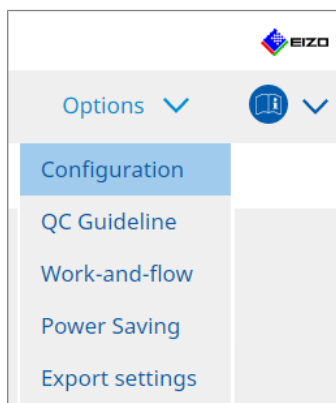 EIZO
Options
Configuration
QC Guideline
Work-and-flow
Power Saving
Export settings